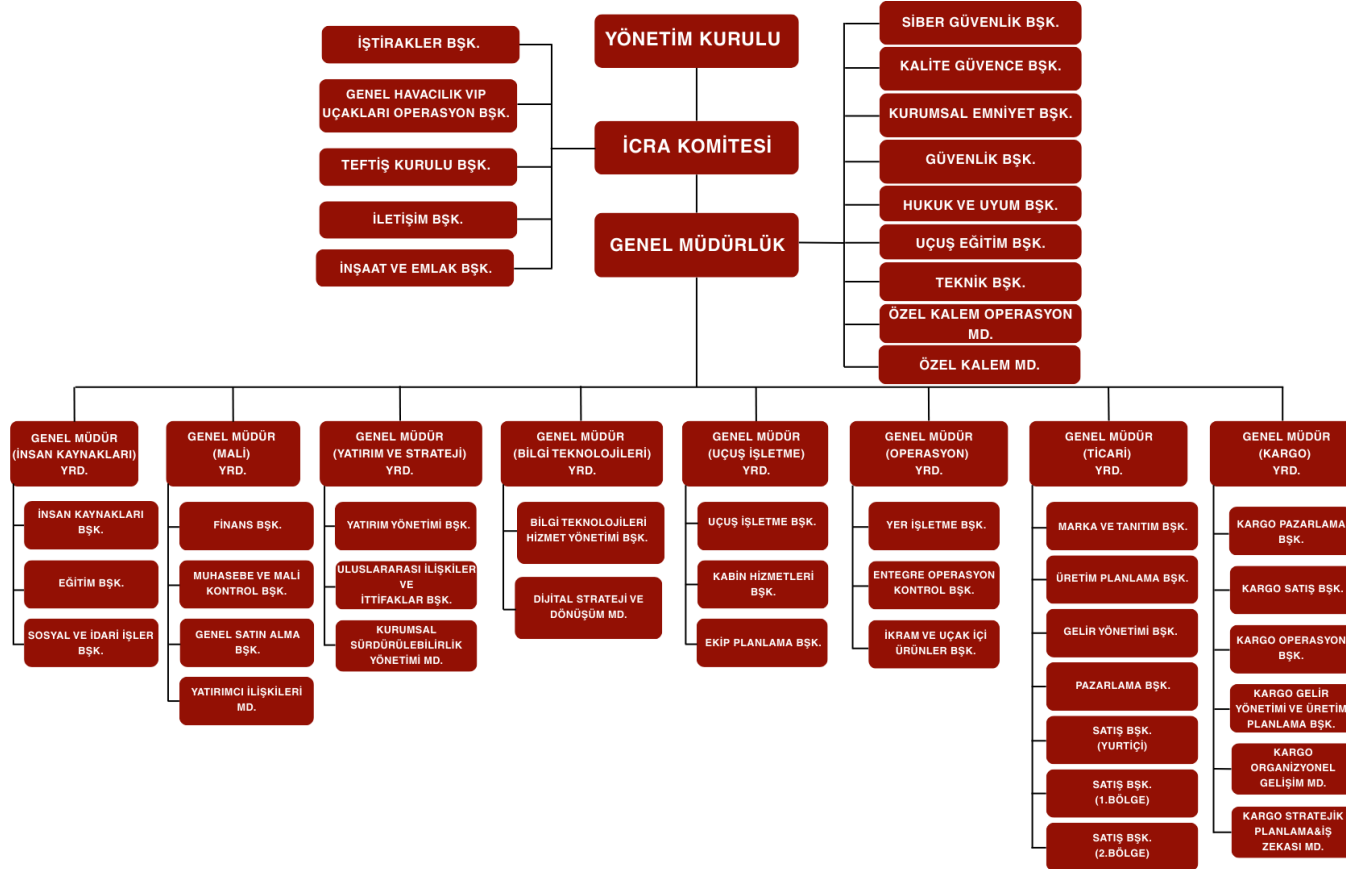 YÖNETİM KURULU
İCRA KOMİTESİ
GENEL MÜDÜRLÜK
İŞTİRAKLER BŞK.
GENEL HAVACILIK VIP
UÇAKLARI OPERASYON BŞK.
TEFTİŞ KURULU BŞK.
İLETİŞİM BŞK.
İNŞAAT VE EMLAK BŞK.
SİBER GÜVENLİK BŞK.
KALİTE GÜVENCE BŞK.
KURUMSAL EMNİYET BŞK.
GÜVENLİK BŞK.
HUKUK VE UYUM BŞK.
UÇUŞ EĞİTİM BŞK.
TEKNİK BŞK.
ÖZEL KALEM OPERASYON
MD.
ÖZEL KALEM MD.
GENEL MÜDÜR
(İNSAN KAYNAKLARI)
YRD.
İNSAN KAYNAKLARI
BŞK.
EĞİTİM BŞK.
SOSYAL VE İDARİ İŞLER
BŞK.
GENEL MÜDÜR
(MALİ)
YRD.
FİNANS BŞK.
MUHASEBE VE MALİ
KONTROL BŞK.
GENEL SATIN ALMA
BŞK.
YATIRIMCI İLİŞKİLERİ
MD.
GENEL MÜDÜR
(YATIRIM VE STRATEJİ)
YRD.
YATIRIM YÖNETİMİ BŞK.
ULUSLARARASI İLİŞKİLER
VE
İTTİFAKLAR BŞK.
KURUMSAL
SÜRDÜRÜLEBİLİRLİK
YÖNETİMİ MD.
GENEL MÜDÜR
(BİLGİ TEKNOLOJİLERİ)
YRD.
BİLGİ TEKNOLOJİLERİ
HİZMET YÖNETİMİ BŞK.
DİJİTAL STRATEJİ VE
DÖNÜŞÜM MD.
GENEL MÜDÜR
(UÇUŞ İŞLETME)
YRD.
UÇUŞ İŞLETME BŞK.
KABİN HİZMETLERİ
BŞK.
EKİP PLANLAMA BŞK.
GENEL MÜDÜR
(OPERASYON)
YRD.
YER İŞLETME BŞK.
ENTEGRE OPERASYON
KONTROL BŞK.
İKRAM VE UÇAK İÇİ
ÜRÜNLER BŞK.
GENEL MÜDÜR
(TİCARİ)
YRD.
MARKA VE TANITIM BŞK.
ÜRETİM PLANLAMA BŞK.
GELİR YÖNETİMİ BŞK.
PAZARLAMA BŞK.
SATIŞ BŞK.
(YURTİÇİ)
SATIŞ BŞK.
(1.BÖLGE)
SATIŞ BŞK.
(2.BÖLGE)
GENEL MÜDÜR
(KARGO)
YRD.
KARGO PAZARLAMA
BŞK.
KARGO SATIŞ BŞK.
KARGO OPERASYON
BŞK.
KARGO GELİR
YÖNETİMİ VE ÜRETİM
PLANLAMA BŞK.
KARGO
ORGANİZYONEL
GELİŞİM MD.
KARGO STRATEJİK
PLANLAMA&İŞ
ZEKASI MD.